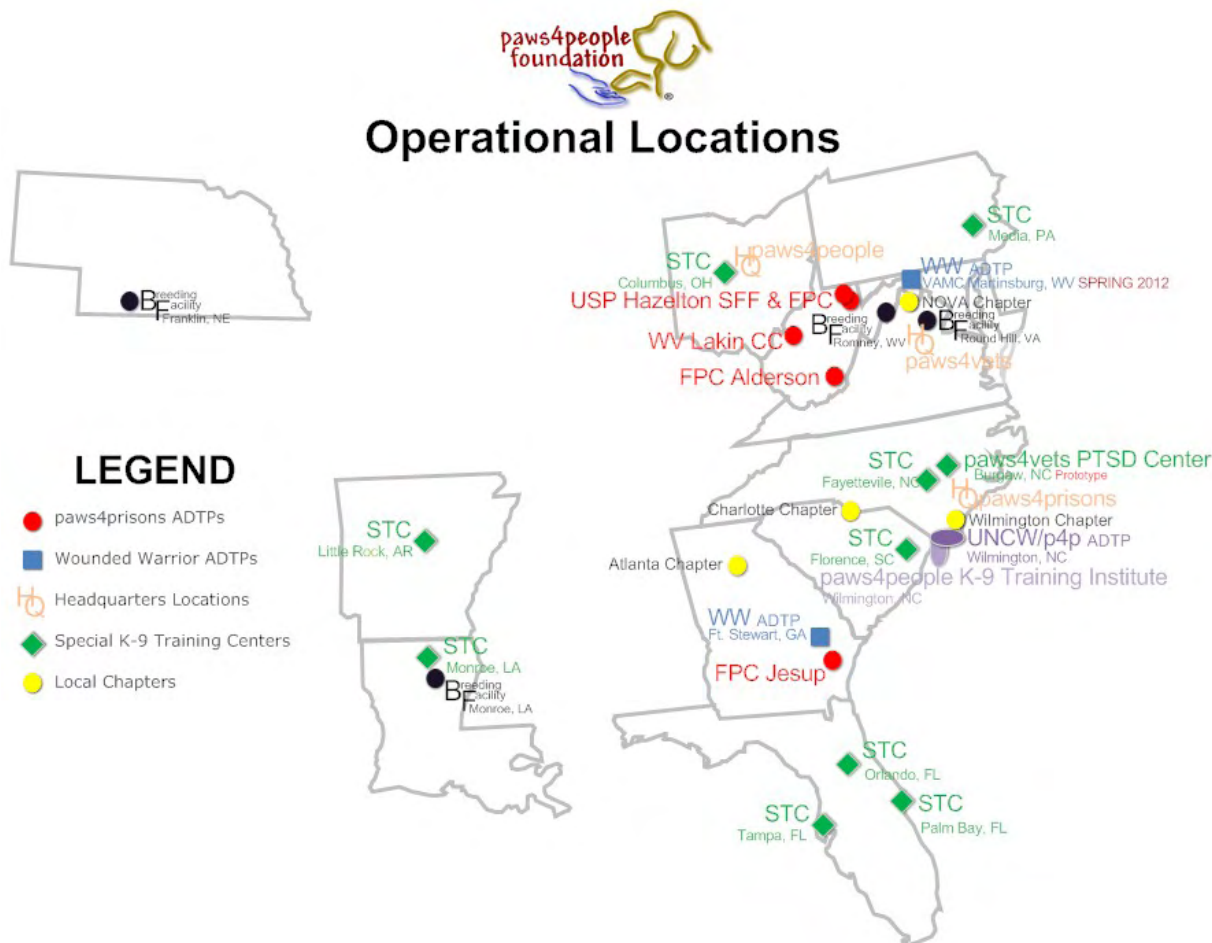 paws4people
foundation
®
Operational Locations
STC
Media, PA
HQ paws4people
STC
Columbus, OH
WW ADTP
VAMC Martinsburg, WV SPRING 2012
USP Hazelton SFF & FPC
NOVA Chapter
Breeding
Facility
Franklin, NE
Breeding
Facility
Romney, WV
Breeding
Facility
Round Hill, VA
WV Lakin CC
HQ
paws4vets
FPC Alderson
LEGEND
paws4prisons ADTPs
Wounded Warrior ADTPs
HQ Headquarters Locations
Special K-9 Training Centers
Local Chapters
STC
Little Rock, AR
STC
Monroe, LA
Breeding
Facility
Monroe, LA
STC
Fayettevile, NC
paws4vets PTSD Center
Burgaw, NC Prototype
HQ paws4prisons
Charlotte Chapter
Wilmington Chapter
STC
Florence, SC
UNCW/p4p ADTP
Wilmington, NC
Atlanta Chapter
paws4people K-9 Training Institute
Wilmington, NC
WW ADTP
Ft. Stewart, GA
FPC Jesup
STC
Orlando, FL
STC
Tampa, FL
STC
Palm Bay, FL